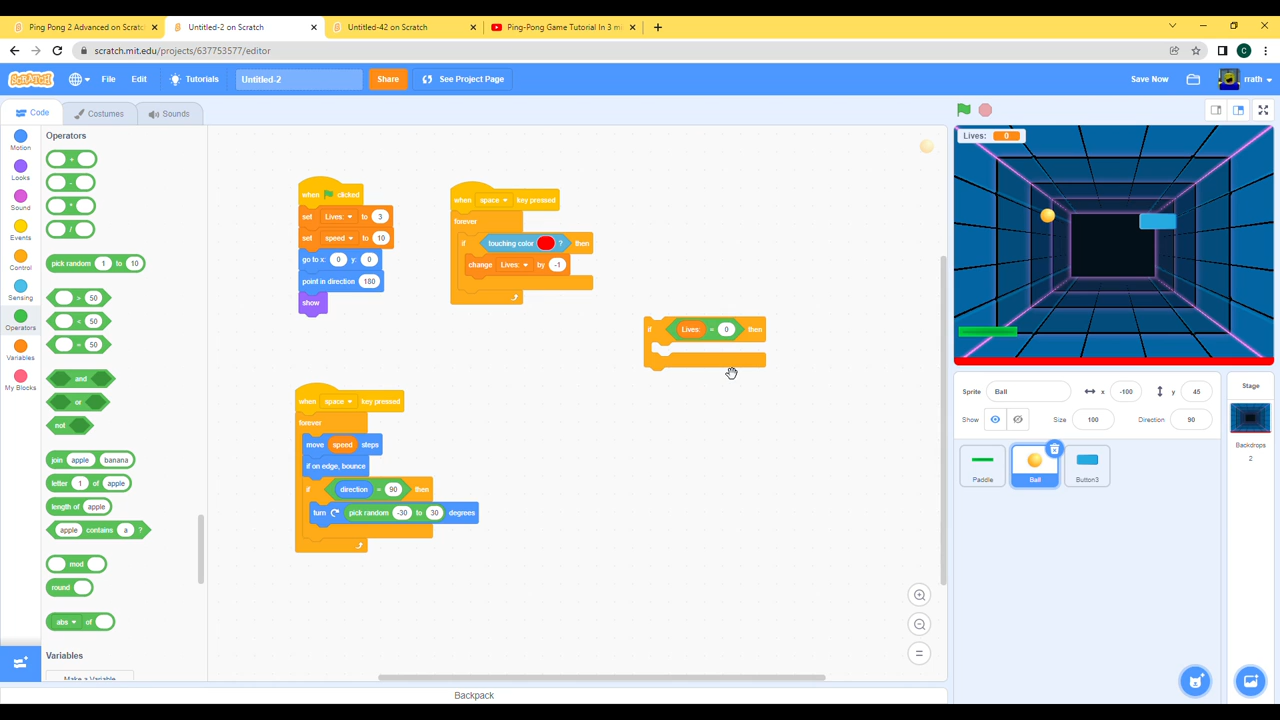 Ping Pong 2 Advanced on Scratc
Untitled-2 on Scratch
Untitled-42 on Scratch
Ping-Pong Game Tutorial In 3 mi
scratch.mit.edu/projects/637753577/editor
C
SCRATCH
File
Edit
Tutorials
Untitled-2
Share
See Project Page
Save Now
rrath
Code
Costumes
Sounds
Motion
Looks
Sound
Events
Control
Sensing
Operators
Variables
My Blocks
Operators
+
-
*
/
pick random 1 to 10
> 50
< 50
= 50
and
or
not
join apple banana
letter 1 of apple
length of apple
apple contains a ?
mod
round
abs of
Variables
Make a Variable
when clicked
set Lives: to 3
set speed to 10
go to x: 0 y: 0
point in direction 180
show
when space key pressed
forever
if touching color ? then
change Lives: by -1
if Lives: = 0 then
when space key pressed
forever
move speed steps
if on edge, bounce
if direction = 90 then
turn pick random -30 to 30 degrees
Backpack
Lives: 0
Sprite Ball x -100 y 45
Show Size 100 Direction 90
Paddle
Ball
Button3
Stage
Backdrops
2